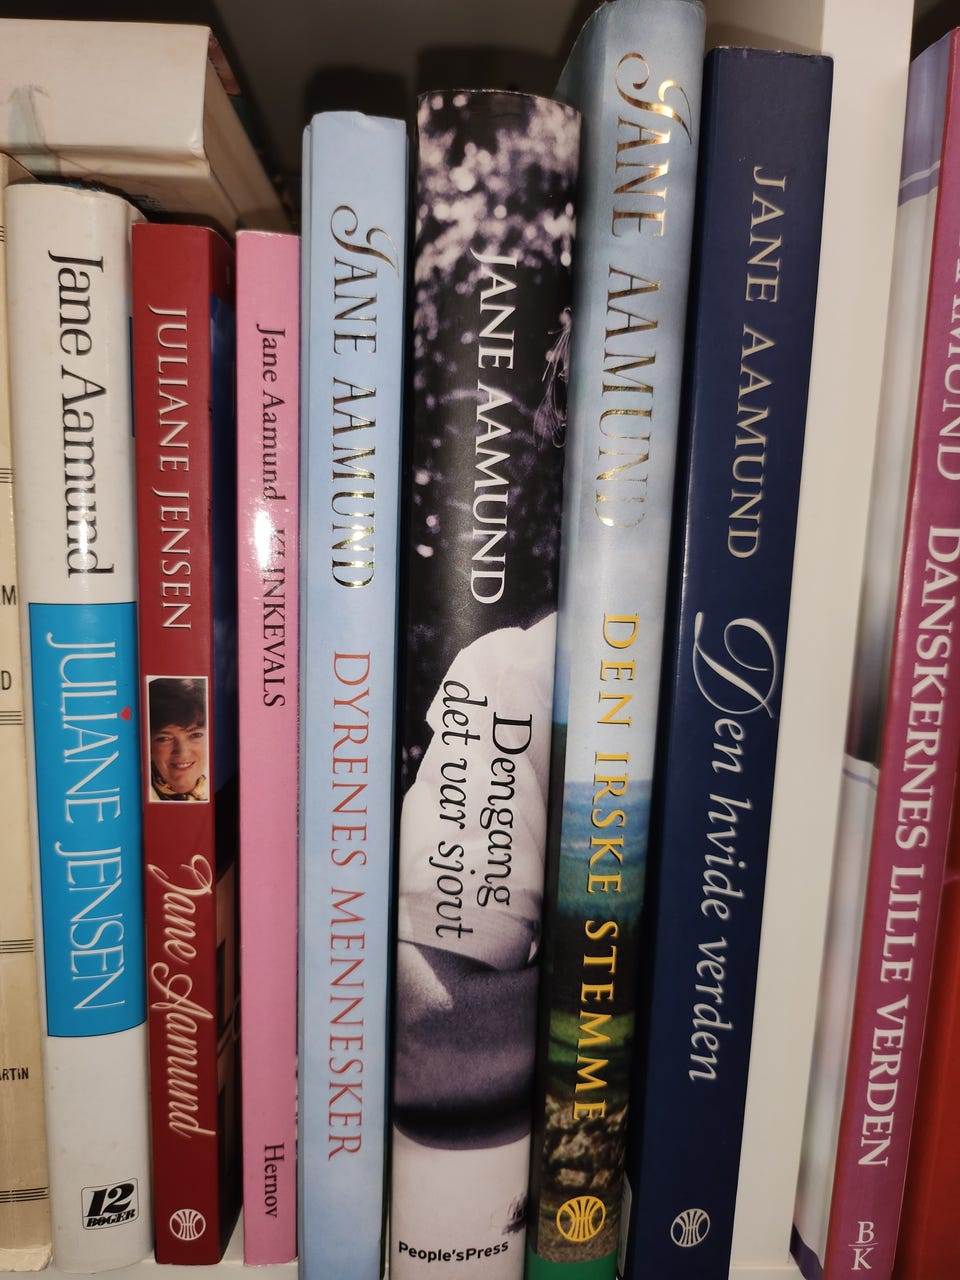 M
D
ARTIN
Jane Aamund
JULIANE JENSEN
12
BØGER
JULIANE JENSEN
Jane Aamund
Jane Aamund KLINKEVALS
Hernov
JANE AAMUND DYRENES MENNESKER
JANE AAMUND
Dengang
det var sjovt
People'sPress
JANE AAMUND DEN IRSKE STEMME
JANE AAMUND Den hvide verden
DANSKERNES LILLE VERDEN
B
K